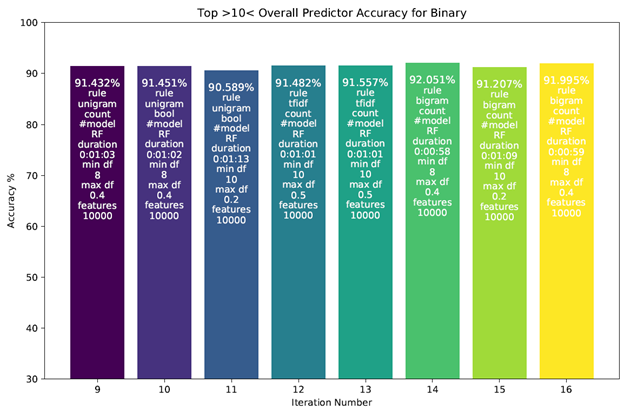 Top >10< Overall Predictor Accuracy for Binary
Accuracy %
100
90
80
70
60
50
40
30
91.432%
rule
unigram
count
#model
RF
duration
0:01:03
min df
8
max df
0.4
features
10000
91.451%
rule
unigram
bool
#model
RF
duration
0:01:02
min df
8
max df
0.4
features
10000
90.589%
rule
unigram
bool
#model
RF
duration
0:01:13
min df
10
max df
0.2
features
10000
91.482%
rule
tfidf
count
#model
RF
duration
0:01:01
min df
10
max df
0.5
features
10000
91.557%
rule
tfidf
count
#model
RF
duration
0:01:01
min df
10
max df
0.5
features
10000
92.051%
rule
bigram
count
#model
RF
duration
0:00:58
min df
8
max df
0.4
features
10000
91.207%
rule
bigram
count
#model
RF
duration
0:01:09
min df
10
max df
0.2
features
10000
91.995%
rule
bigram
count
#model
RF
duration
0:00:59
min df
8
max df
0.4
features
10000
9
10
11
12
13
14
15
16
Iteration Number